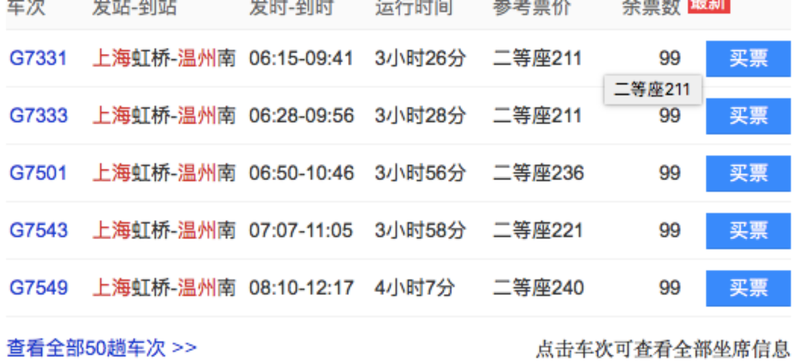 车次 发站-到站 发时-到时 运行时间 参考票价 余票数 最新
G7331 上海虹桥-温州南 06:15-09:41 3小时26分 二等座211 99 买票
二等座211
G7333 上海虹桥-温州南 06:28-09:56 3小时28分 二等座211 99 买票
G7501 上海虹桥-温州南 06:50-10:46 3小时56分 二等座236 99 买票
G7543 上海虹桥-温州南 07:07-11:05 3小时58分 二等座221 99 买票
G7549 上海虹桥-温州南 08:10-12:17 4小时7分 二等座240 99 买票
查看全部50趟车次 >> 点击车次可查看全部坐席信息